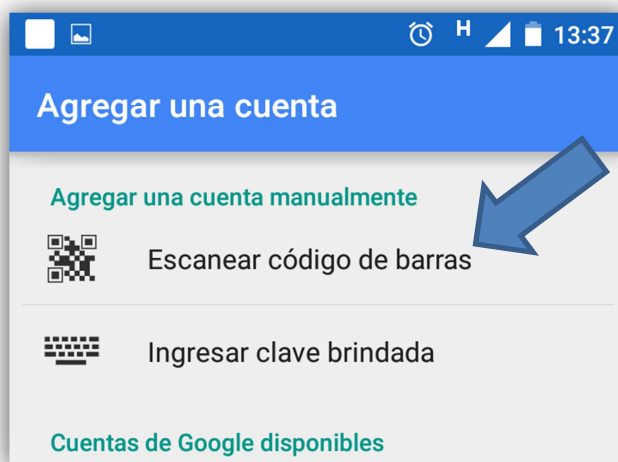 H 13:37
Agregar una cuenta
Agregar una cuenta manualmente
Escanear código de barras
Ingresar clave brindada
Cuentas de Google disponibles